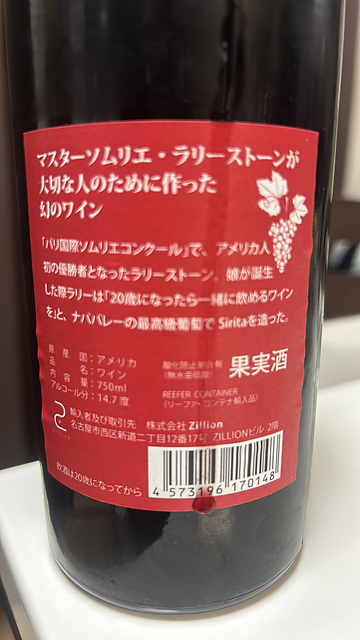 マスターソムリエ・ラリーストーンが
大切な人のために作った
幻のワイン
「パリ国際ソムリエコンクール」で、アメリカ人
初の優勝者となったラリーストーン。娘が誕生
した際ラリーは「20歳になったら一緒に飲めるワイン
を」と、ナパバレーの最高級葡萄でSiritaを造った。
原産国：アメリカ
品名：ワイン
内容量：750ml
アルコール分：14.7度
酸化防止剤含有
(無水亜硫酸)
果実酒
REEFER CONTAINER
(リーファーコンテナ輸入品)
輸入者及び取引先 株式会社 Zillion
名古屋市西区新道二丁目12番17号 ZILLIONビル 2階
飲酒は20歳になってから
4 573196 170148